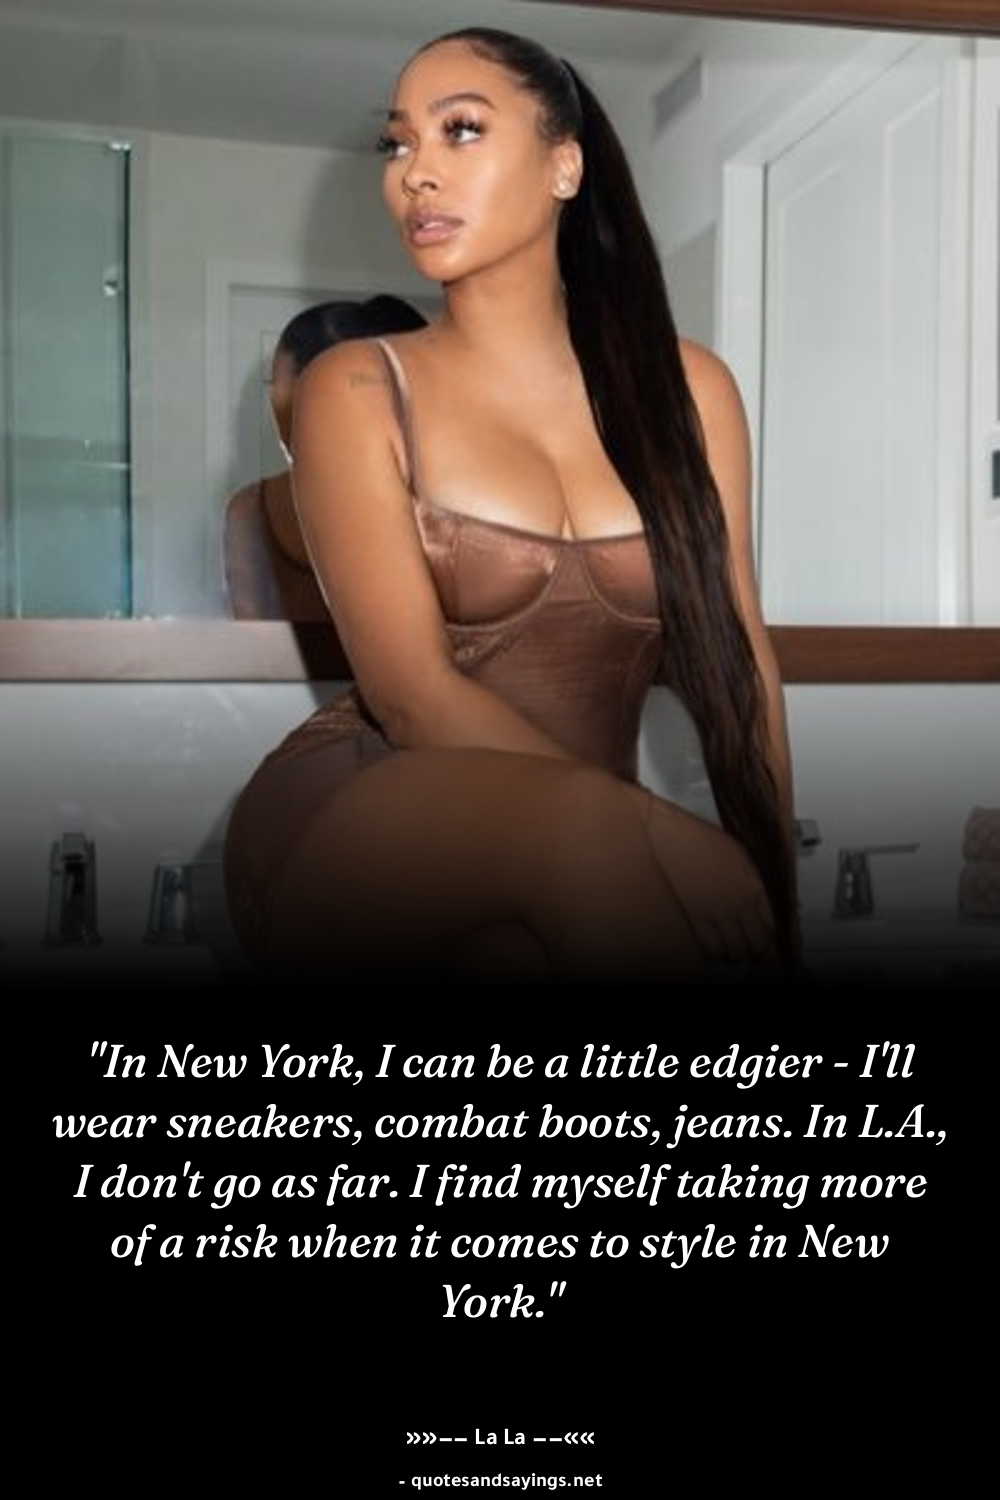 "In New York, I can be a little edgier - I'll
wear sneakers, combat boots, jeans. In L.A.,
I don't go as far. I find myself taking more
of a risk when it comes to style in New
York."
»»–– La La ––««
- quotesandsayings.net